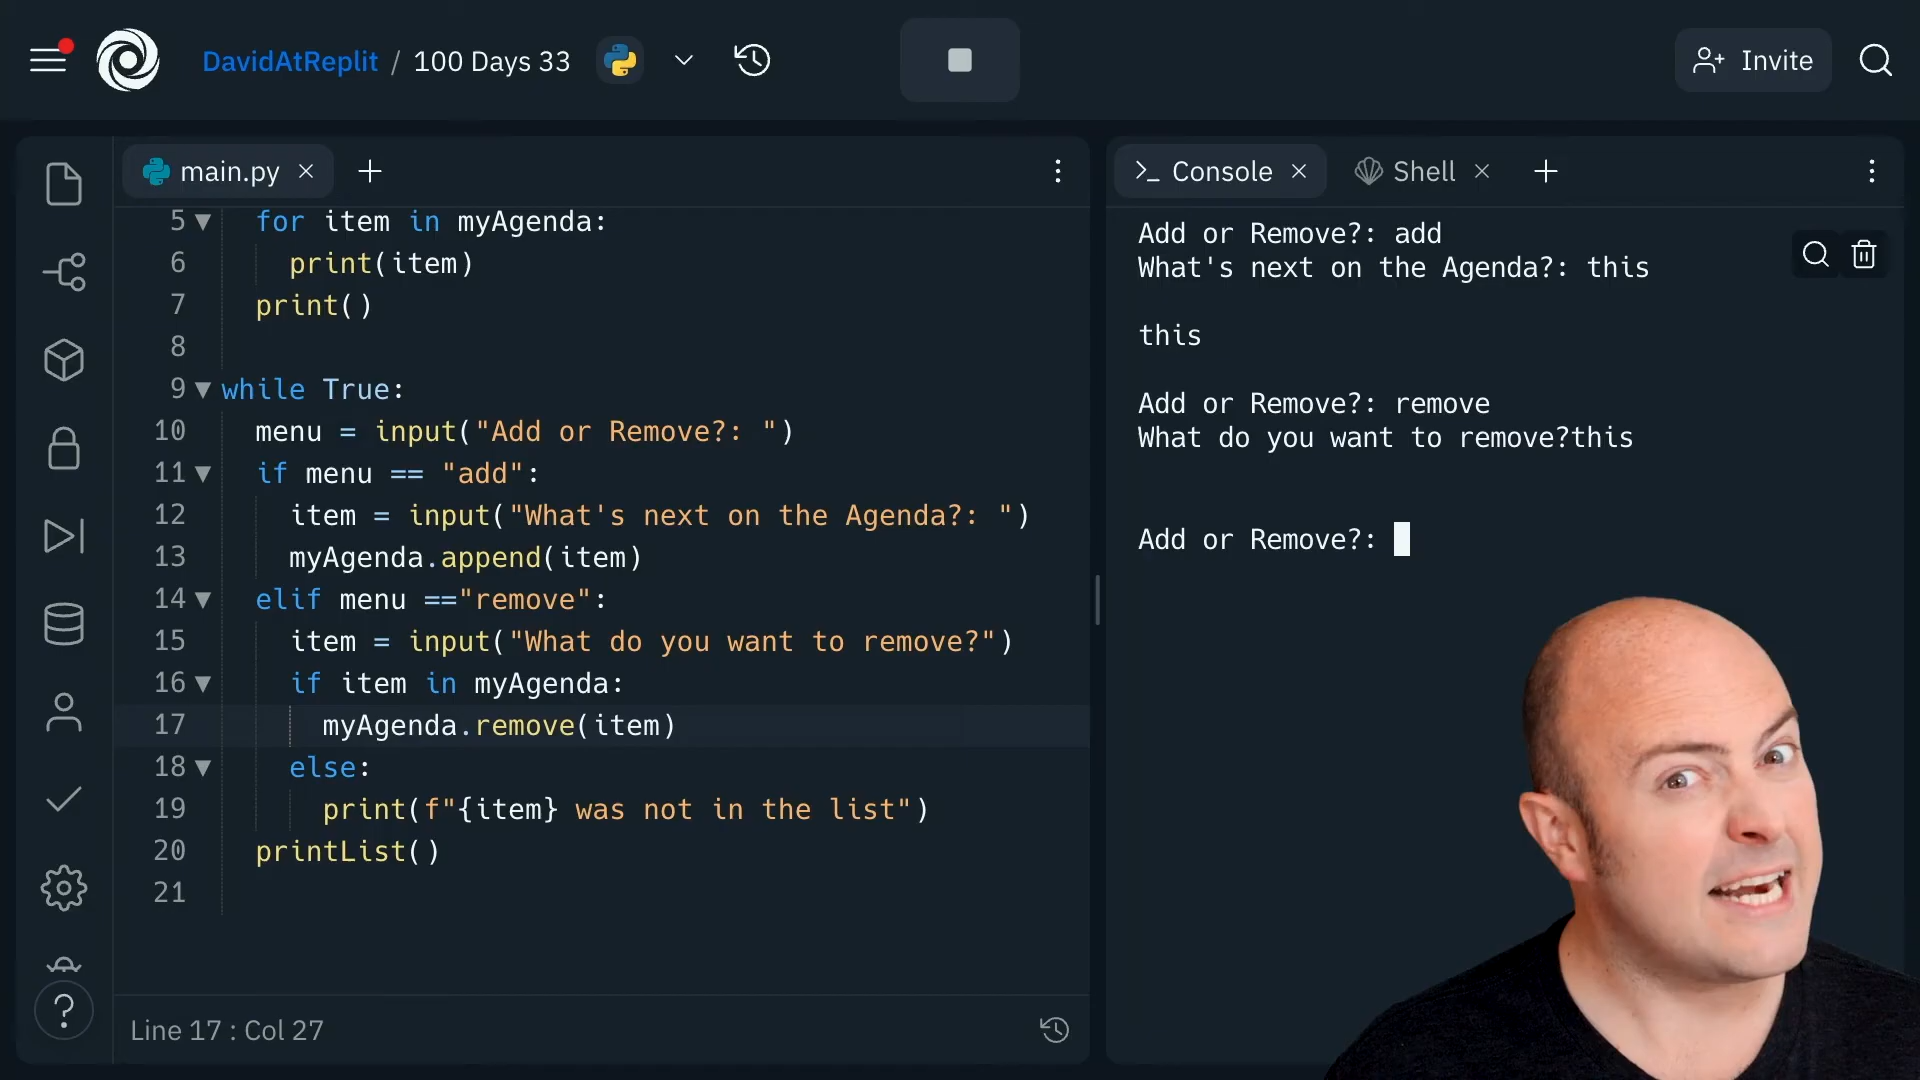 DavidAtReplit / 100 Days 33
Invite
main.py
Console
Shell
5 for item in myAgenda:
6 print(item)
7 print()
8
9 while True:
10 menu = input("Add or Remove?: ")
11 if menu == "add":
12 item = input("What's next on the Agenda?: ")
13 myAgenda.append(item)
14 elif menu =="remove":
15 item = input("What do you want to remove?")
16 if item in myAgenda:
17 myAgenda.remove(item)
18 else:
19 print(f"{item} was not in the list")
20 printList()
21
Line 17 : Col 27
Add or Remove?: add
What's next on the Agenda?: this
this
Add or Remove?: remove
What do you want to remove?this
Add or Remove?: